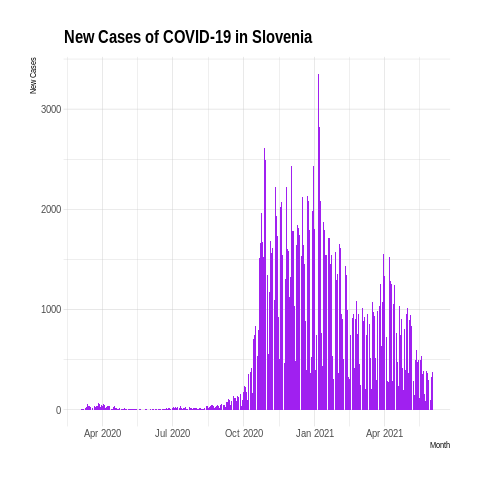 New Cases of COVID-19 in Slovenia
New Cases
3000
2000
1000
0
Apr 2020 Jul 2020 Oct 2020 Jan 2021 Apr 2021
Month